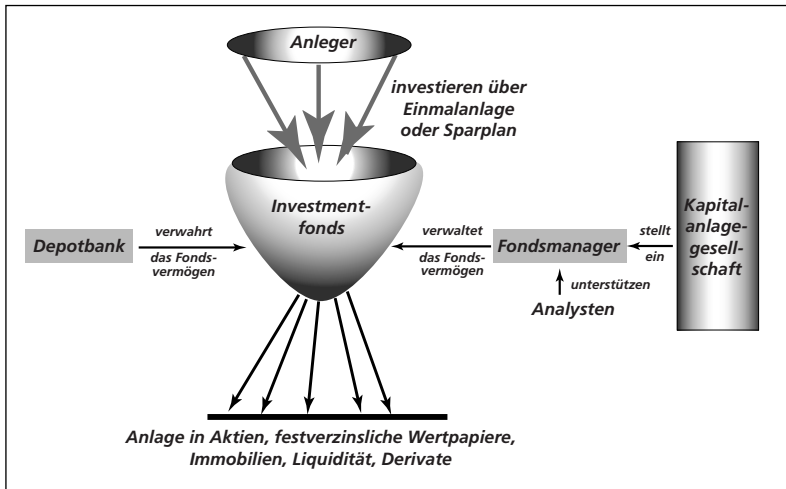 Anleger
investieren über
Einmalanlage
oder Sparplan
Investment-
fonds
Depotbank
verwahrt
das Fonds-
vermögen
verwaltet
das Fonds-
vermögen
Fondsmanager
stellt
ein
Kapital-
anlage-
gesell-
schaft
unterstützen
Analysten
Anlage in Aktien, festverzinsliche Wertpapiere,
Immobilien, Liquidität, Derivate